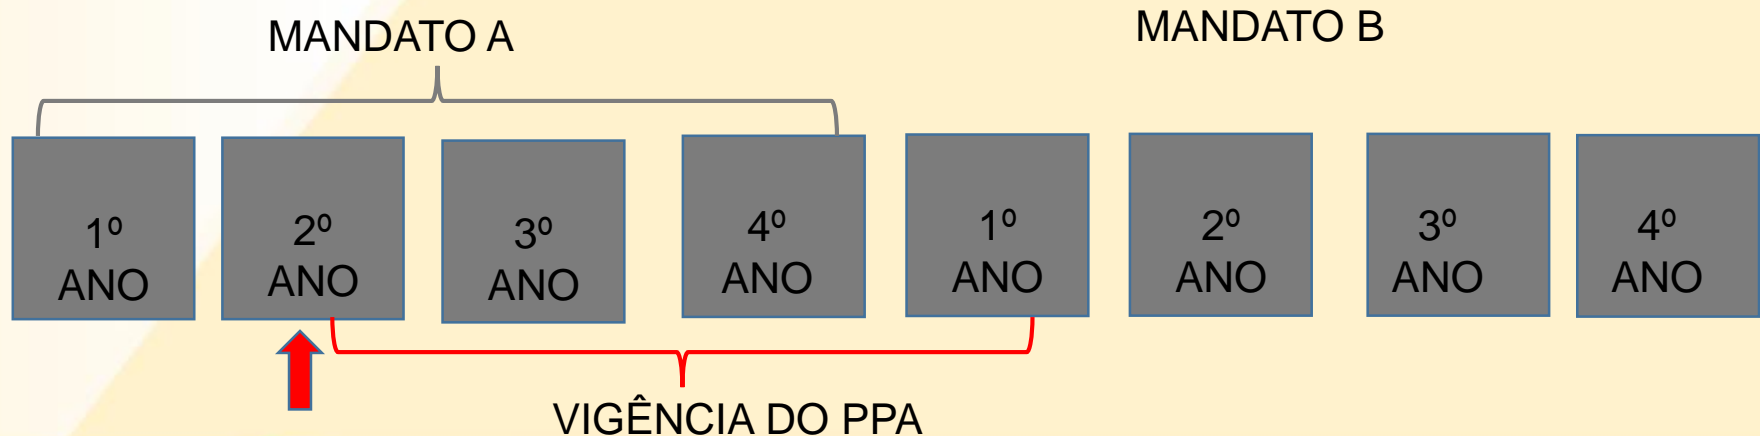 MANDATO A
MANDATO B
1º
ANO
2º
ANO
3º
ANO
4º
ANO
1º
ANO
2º
ANO
3º
ANO
4º
ANO
VIGÊNCIA DO PPA